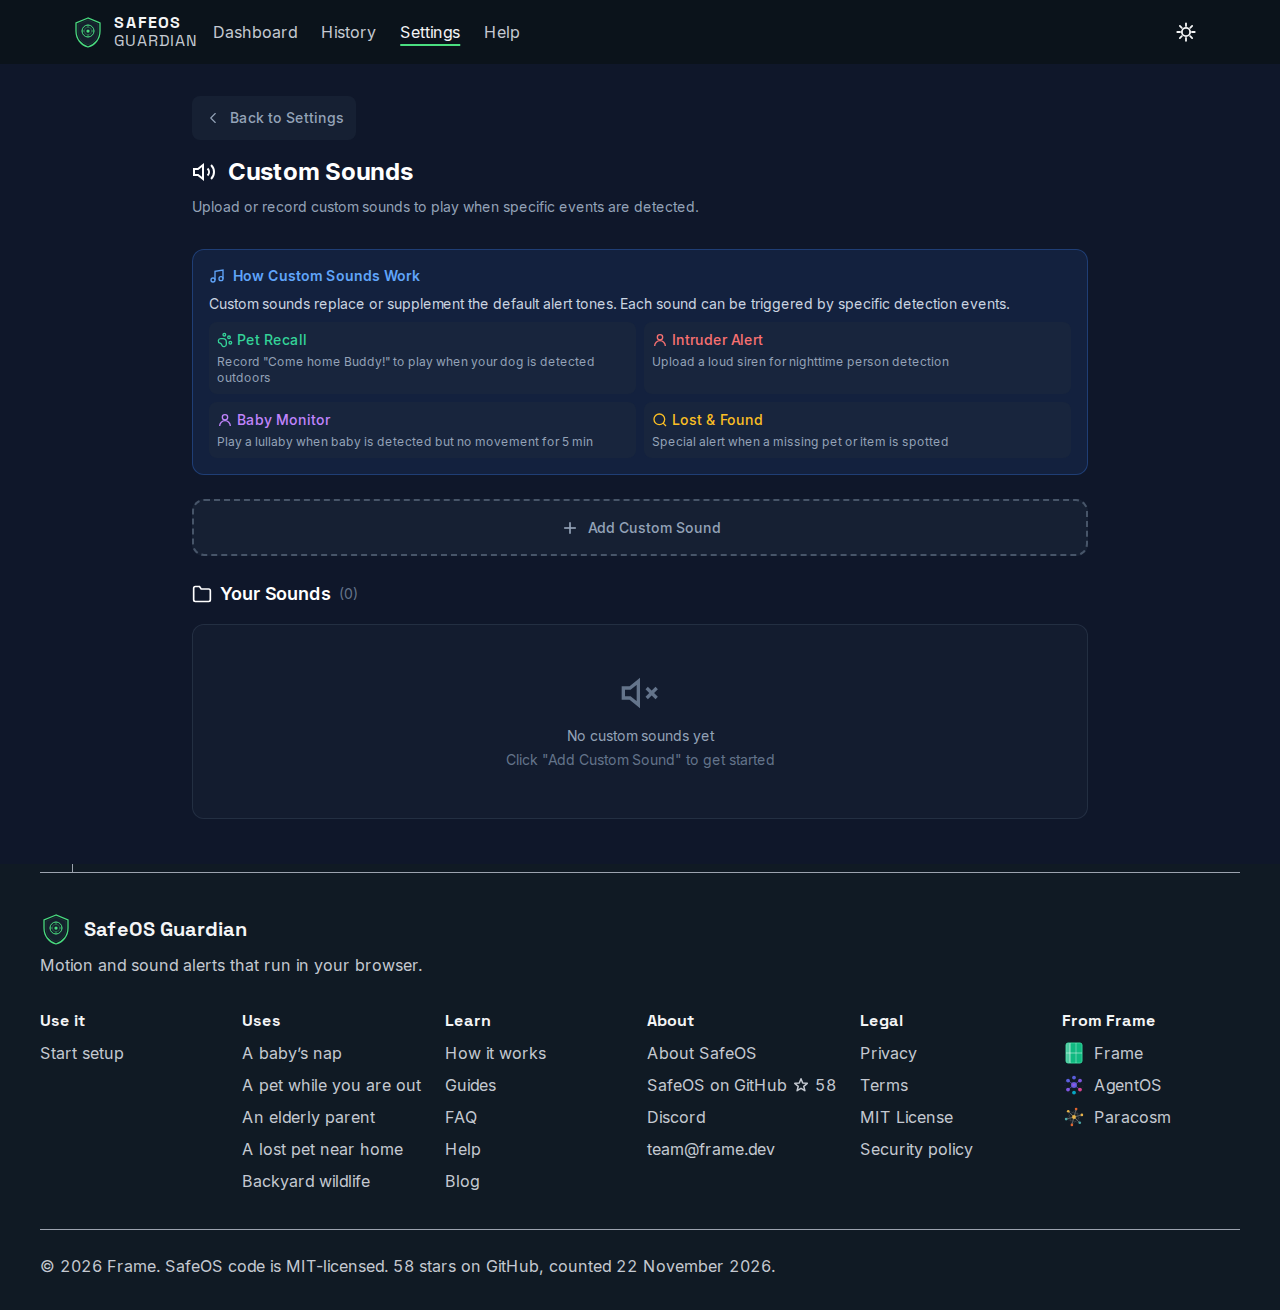 SAFEOS
GUARDIAN
Dashboard
History
Settings
Help
Back to Settings
Custom Sounds
Upload or record custom sounds to play when specific events are detected.
How Custom Sounds Work
Custom sounds replace or supplement the default alert tones. Each sound can be triggered by specific detection events.
Pet Recall
Record "Come home Buddy!" to play when your dog is detected
outdoors
Intruder Alert
Upload a loud siren for nighttime person detection
Baby Monitor
Play a lullaby when baby is detected but no movement for 5 min
Lost & Found
Special alert when a missing pet or item is spotted
Add Custom Sound
Your Sounds (0)
No custom sounds yet
Click "Add Custom Sound" to get started
SafeOS Guardian
Motion and sound alerts that run in your browser.
Use it
Start setup
Uses
A baby’s nap
A pet while you are out
An elderly parent
A lost pet near home
Backyard wildlife
Learn
How it works
Guides
FAQ
Help
Blog
About
About SafeOS
SafeOS on GitHub ☆ 58
Discord
team@frame.dev
Legal
Privacy
Terms
MIT License
Security policy
From Frame
Frame
AgentOS
Paracosm
© 2026 Frame. SafeOS code is MIT-licensed. 58 stars on GitHub, counted 22 November 2026.